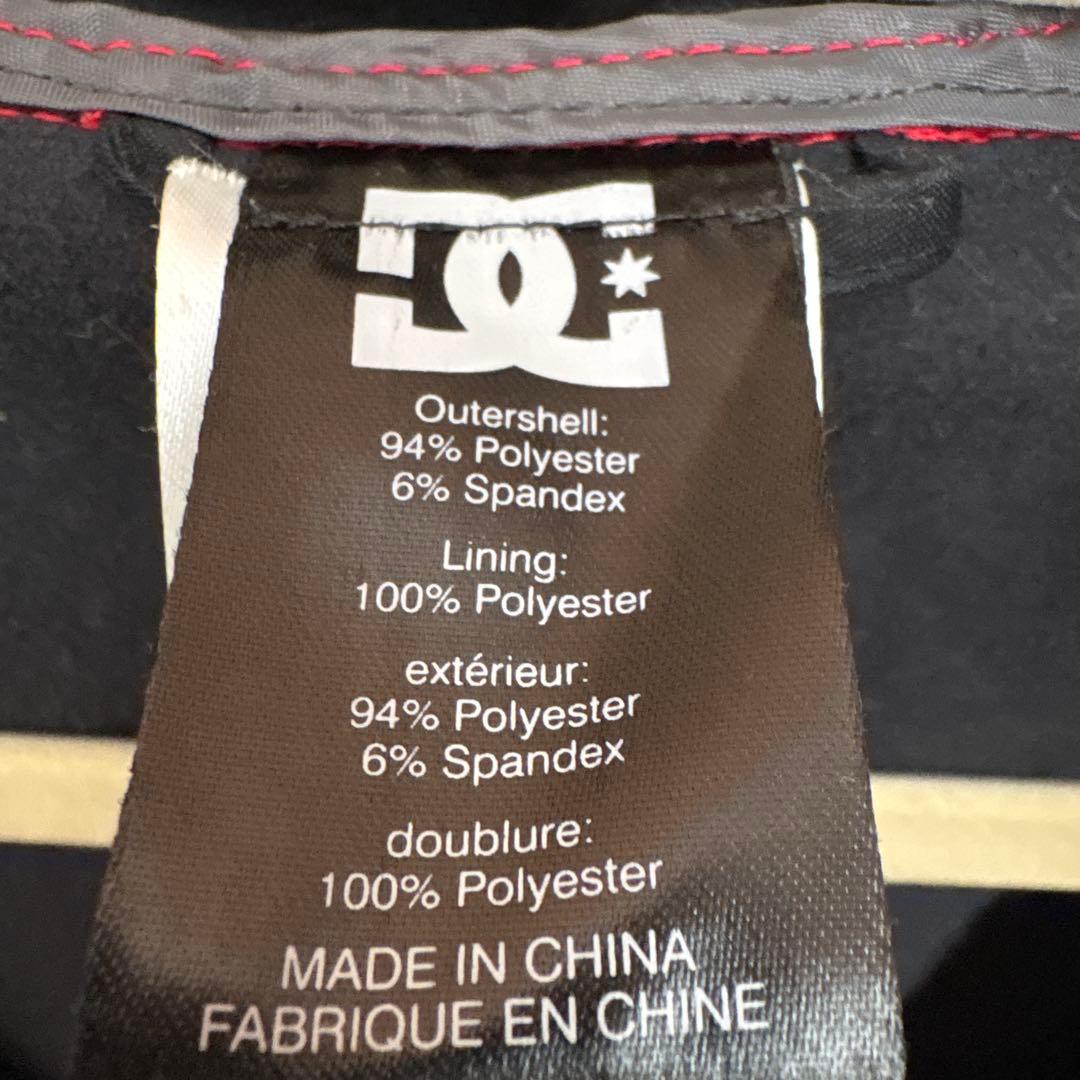 DC
Outershell:
94% Polyester
6% Spandex
Lining:
100% Polyester
extérieur:
94% Polyester
6% Spandex
doublure:
100% Polyester
MADE IN CHINA
FABRIQUE EN CHINE